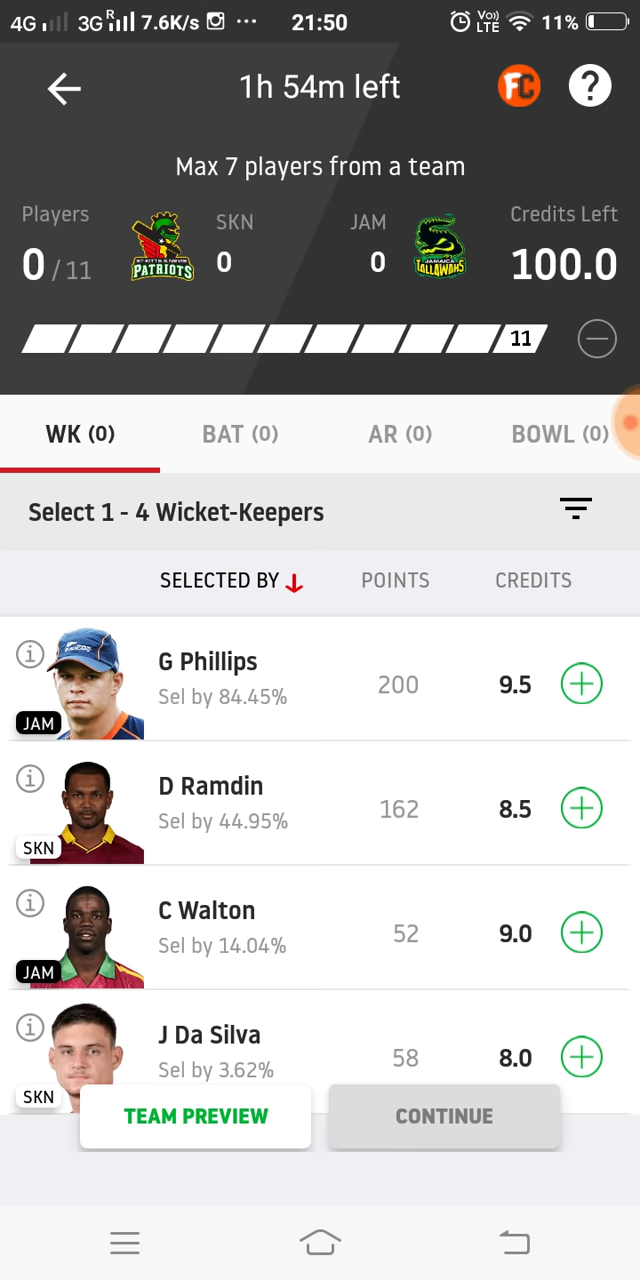 4G 3G R 7.6K/s ... 21:50 Vo) LTE 11%
1h 54m left FC ?
Max 7 players from a team
Players SKN JAM Credits Left
0 / 11 ST KITTS & NEVIS PATRIOTS 0 0 JAMAICA TALLAWAHS 100.0
11
WK (0) BAT (0) AR (0) BOWL (0)
Select 1 - 4 Wicket-Keepers
SELECTED BY POINTS CREDITS
G Phillips
Sel by 84.45% 200 9.5
JAM
D Ramdin
Sel by 44.95% 162 8.5
SKN
C Walton
Sel by 14.04% 52 9.0
JAM
J Da Silva
Sel by 3.62% 58 8.0
SKN
TEAM PREVIEW CONTINUE